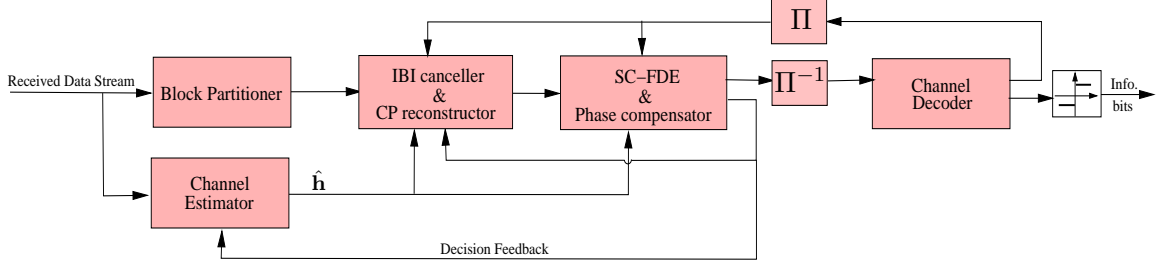 Π
Received Data Stream
Block Partitioner
IBI canceller
&
CP reconstructor
SC–FDE
&
Phase compensator
Π⁻¹
Channel
Decoder
Info.
bits
Channel
Estimator
ĥ
Decision Feedback